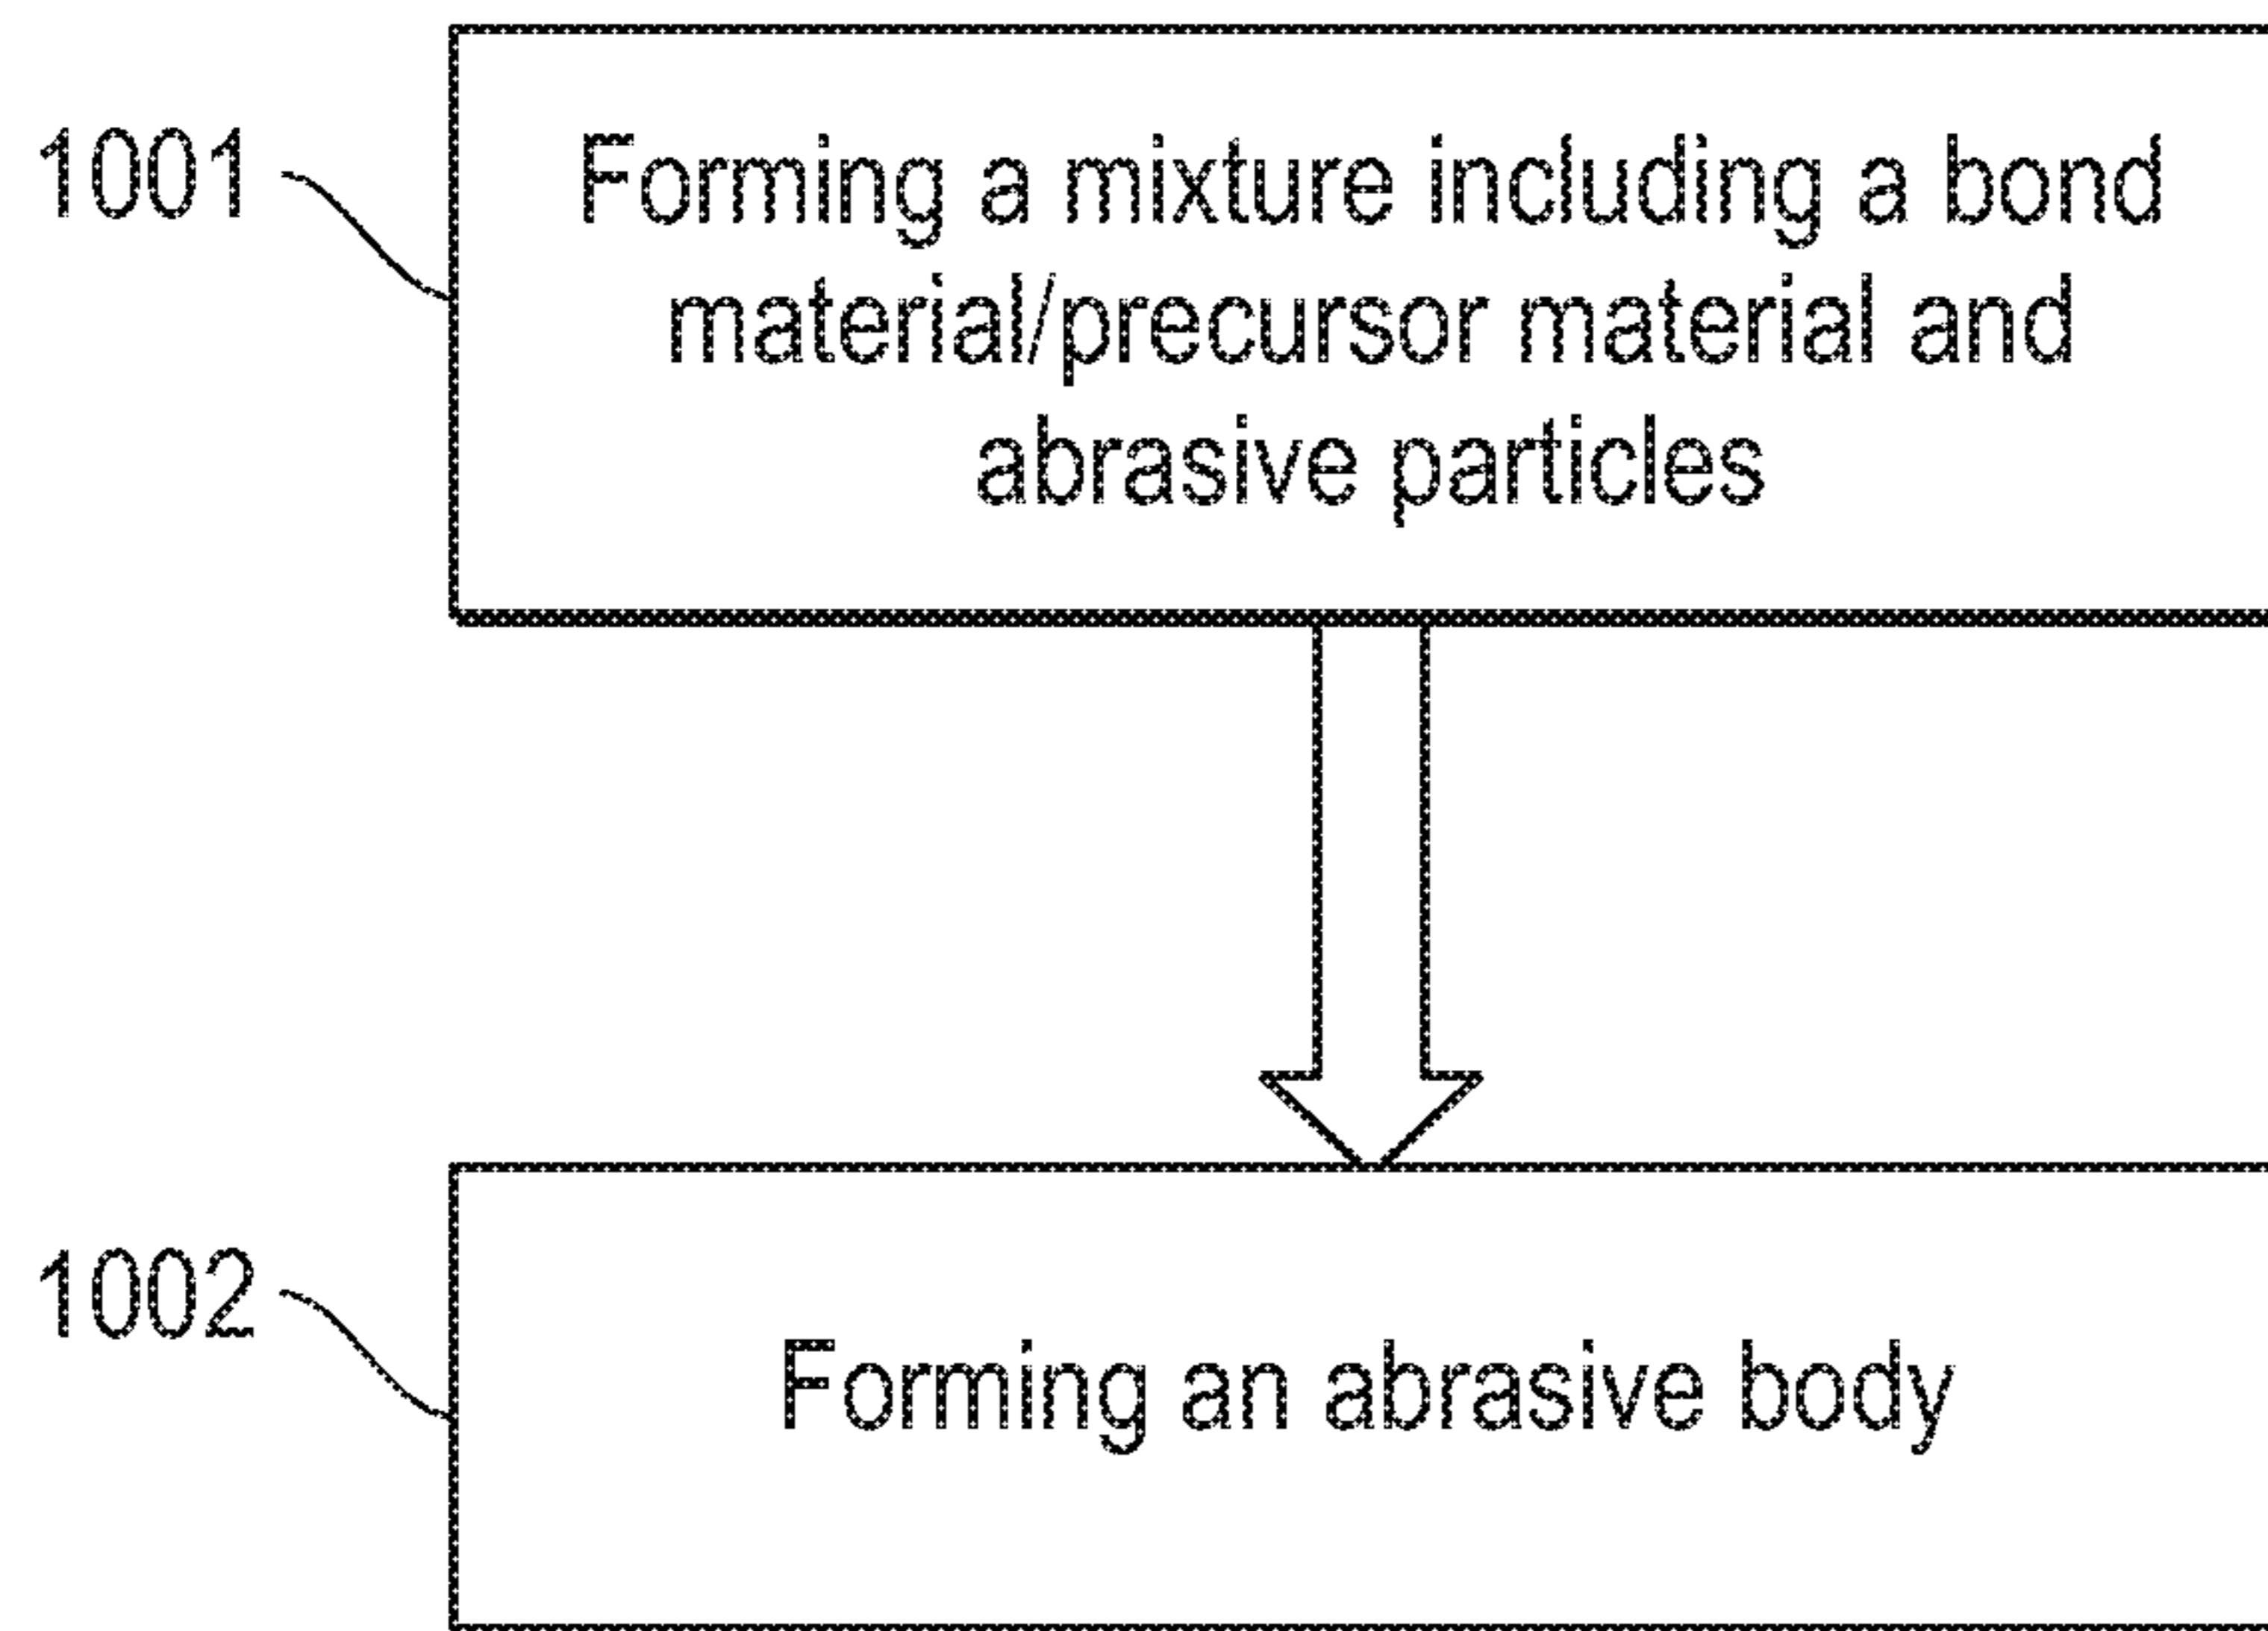 1001
Forming a mixture including a bond
material/precursor material and
abrasive particles
1002
Forming an abrasive body